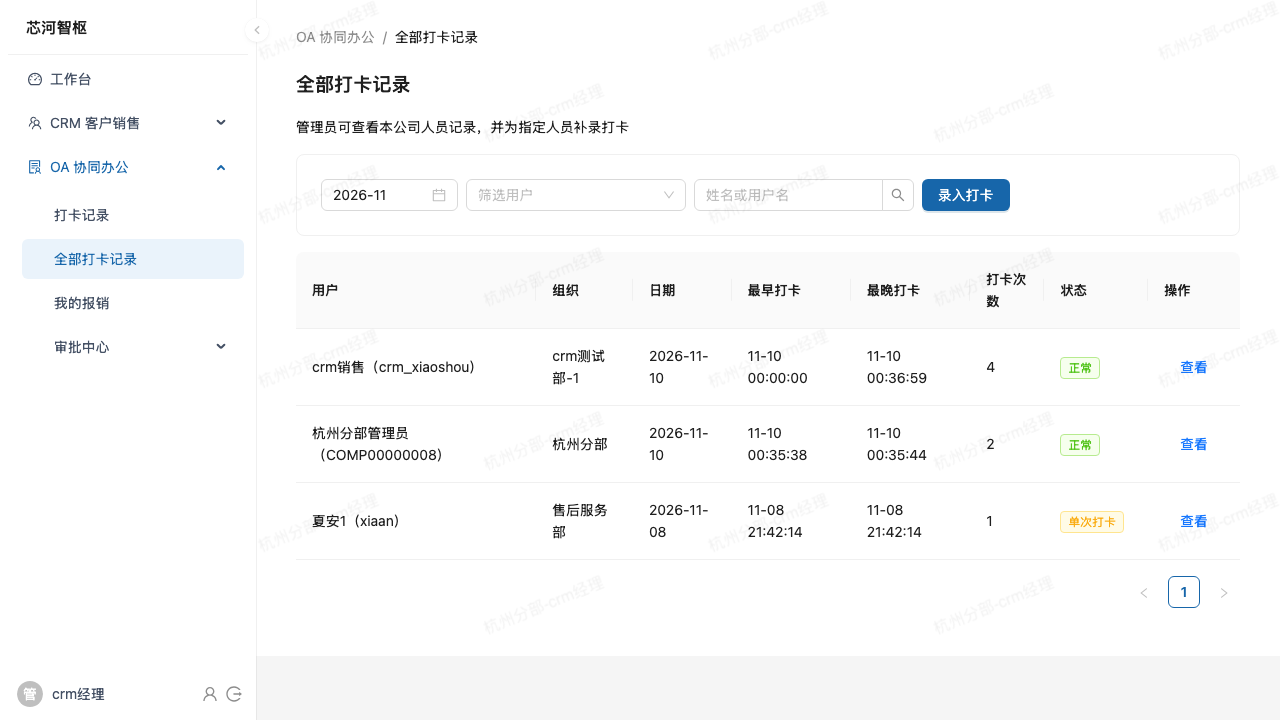 芯河智枢
工作台
CRM 客户销售
OA 协同办公
打卡记录
全部打卡记录
我的报销
审批中心
管 crm经理
OA 协同办公 / 全部打卡记录
全部打卡记录
管理员可查看本公司人员记录，并为指定人员补录打卡
2026-11 筛选用户 姓名或用户名 录入打卡
用户 组织 日期 最早打卡 最晚打卡 打卡次
数 状态 操作
crm销售（crm_xiaoshou） crm测试
部-1 2026-11-
10 11-10
00:00:00 11-10
00:36:59 4 正常 查看
杭州分部管理员
（COMP00000008） 杭州分部 2026-11-
10 11-10
00:35:38 11-10
00:35:44 2 正常 查看
夏安1（xiaan） 售后服务
部 2026-11-
08 11-08
21:42:14 11-08
21:42:14 1 单次打卡 查看
1
杭州分部-crm经理